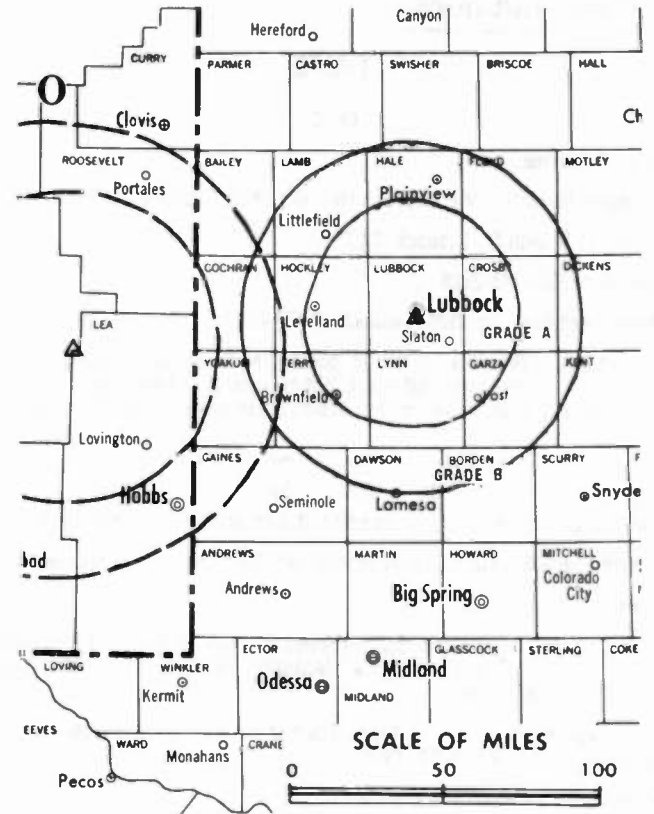 Canyon
Hereford
CURRY
PARMER
CASTRO
SWISHER
BRISCOE
HALL
O
Clovis
Ch
ROOSEVELT
BAILEY
LAMB
HALE
FLOYD
MOTLEY
Portales
Plainview
Littlefield
COCHRAN
HOCKLEY
LUBBOCK
CROSBY
DICKENS
Levelland
Lubbock
LEA
Slaton
GRADE A
YOAKUM
TERRY
LYNN
GARZA
KENT
Brownfield
Post
Lovington
GAINES
DAWSON
BORDEN
SCURRY
F
GRADE B
Hobbs
Seminole
Lamesa
Snyde
bad
ANDREWS
MARTIN
HOWARD
MITCHELL
Andrews
Big Spring
Colorado
City
LOVING
WINKLER
ECTOR
GLASSCOCK
STERLING
COKE
Kermit
Odessa
Midland
MIDLAND
EEVES
WARD
CRANE
Monahans
Pecos
SCALE OF MILES
0 50 100